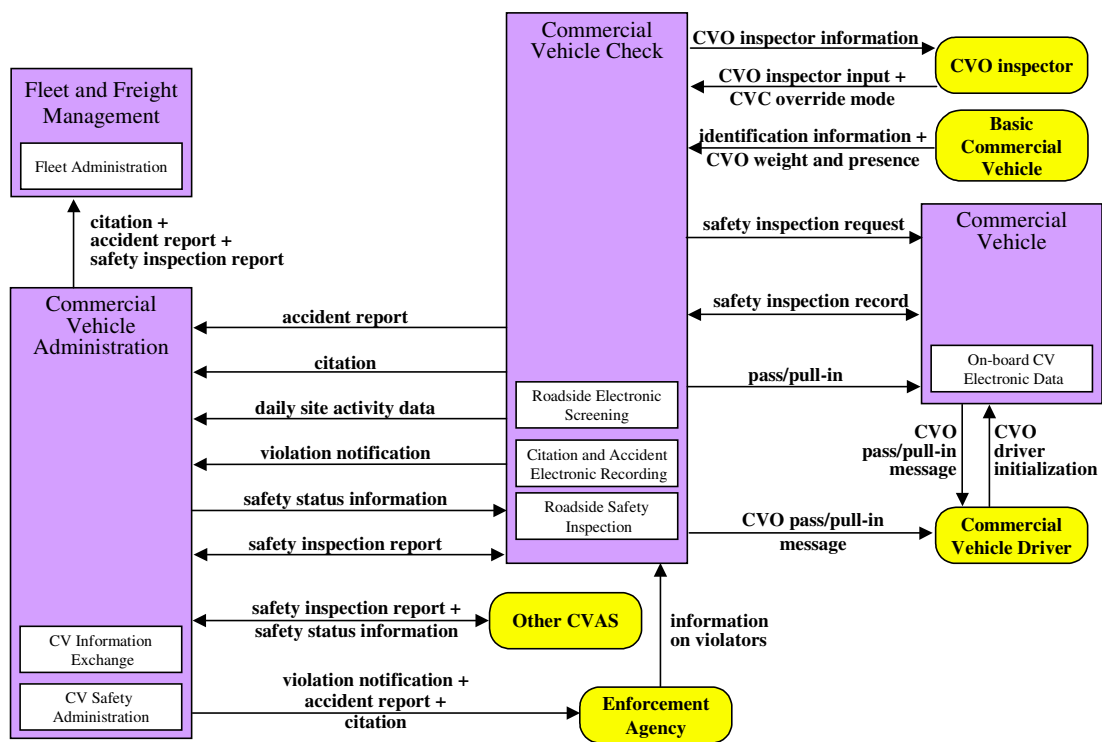 Commercial
Vehicle Check
CVO inspector information
CVO inspector
CVO inspector input +
CVC override mode
Fleet and Freight
Management
Fleet Administration
identification information +
CVO weight and presence
Basic
Commercial
Vehicle
citation +
accident report +
safety inspection report
safety inspection request
Commercial
Vehicle
Commercial
Vehicle
Administration
accident report
safety inspection record
citation
pass/pull-in
On-board CV
Electronic Data
Roadside Electronic
Screening
daily site activity data
violation notification
Citation and Accident
Electronic Recording
CVO
pass/pull-in
message
CVO
driver
initialization
safety status information
Roadside Safety
Inspection
CVO pass/pull-in
message
Commercial
Vehicle Driver
safety inspection report
safety inspection report +
safety status information
Other CVAS
information
on violators
CV Information
Exchange
CV Safety
Administration
violation notification +
accident report +
citation
Enforcement
Agency